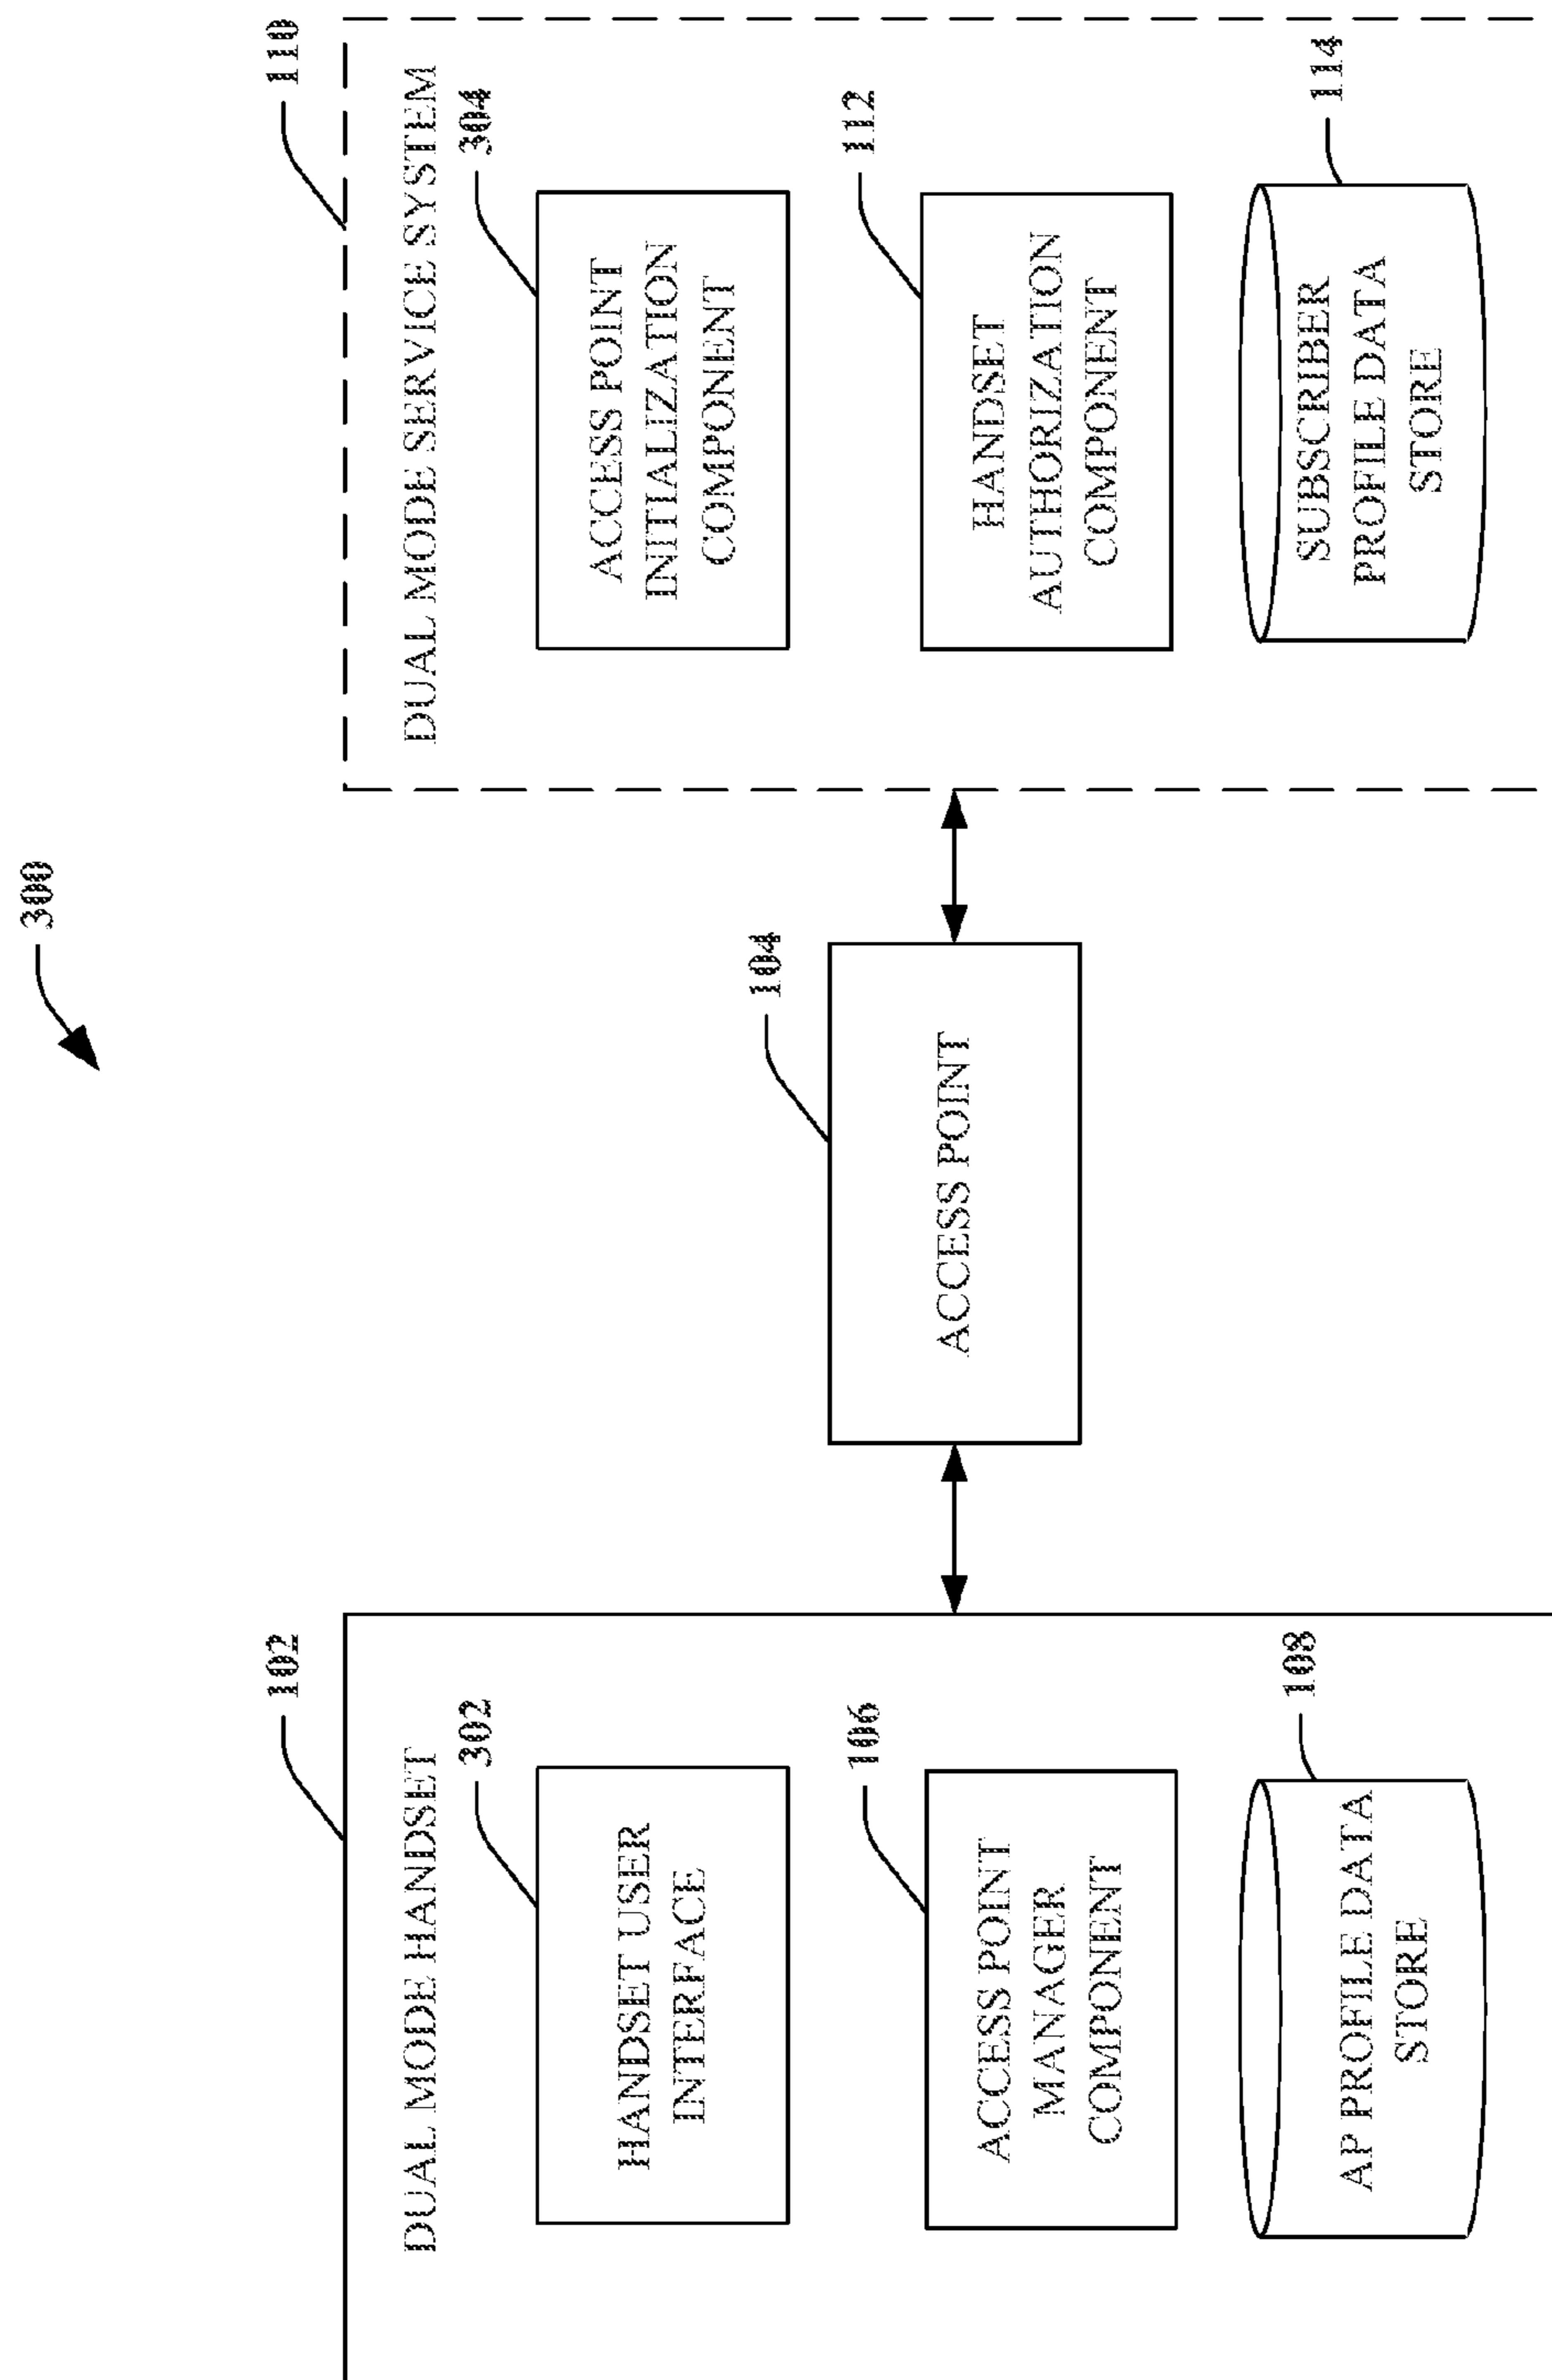 300
102
DUAL MODE HANDSET
302
HANDSET USER
INTERFACE
106
ACCESS POINT
MANAGER
COMPONENT
108
AP PROFILE DATA
STORE
104
ACCESS POINT
110
DUAL MODE SERVICE SYSTEM
304
ACCESS POINT
INITIALIZATION
COMPONENT
112
HANDSET
AUTHORIZATION
COMPONENT
114
SUBSCRIBER
PROFILE DATA
STORE